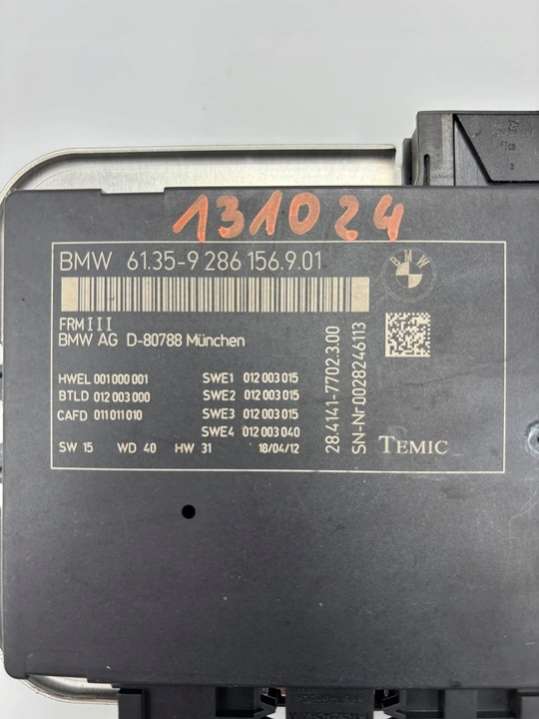 131024
BMW 61.35-9 286 156.9.01
FRMIII
BMW AG D-80788 München
HWEL 001 000 001
BTLD 012 003 000
CAFD 011 011 010
SWE1 012 003 015
SWE2 012 003 015
SWE3 012 003 015
SWE4 012 003 040
SW 15 WD 40 HW 31 18/04/12
28.4141-7702.3.00
SN-Nr0028246113
BMW
TEMIC